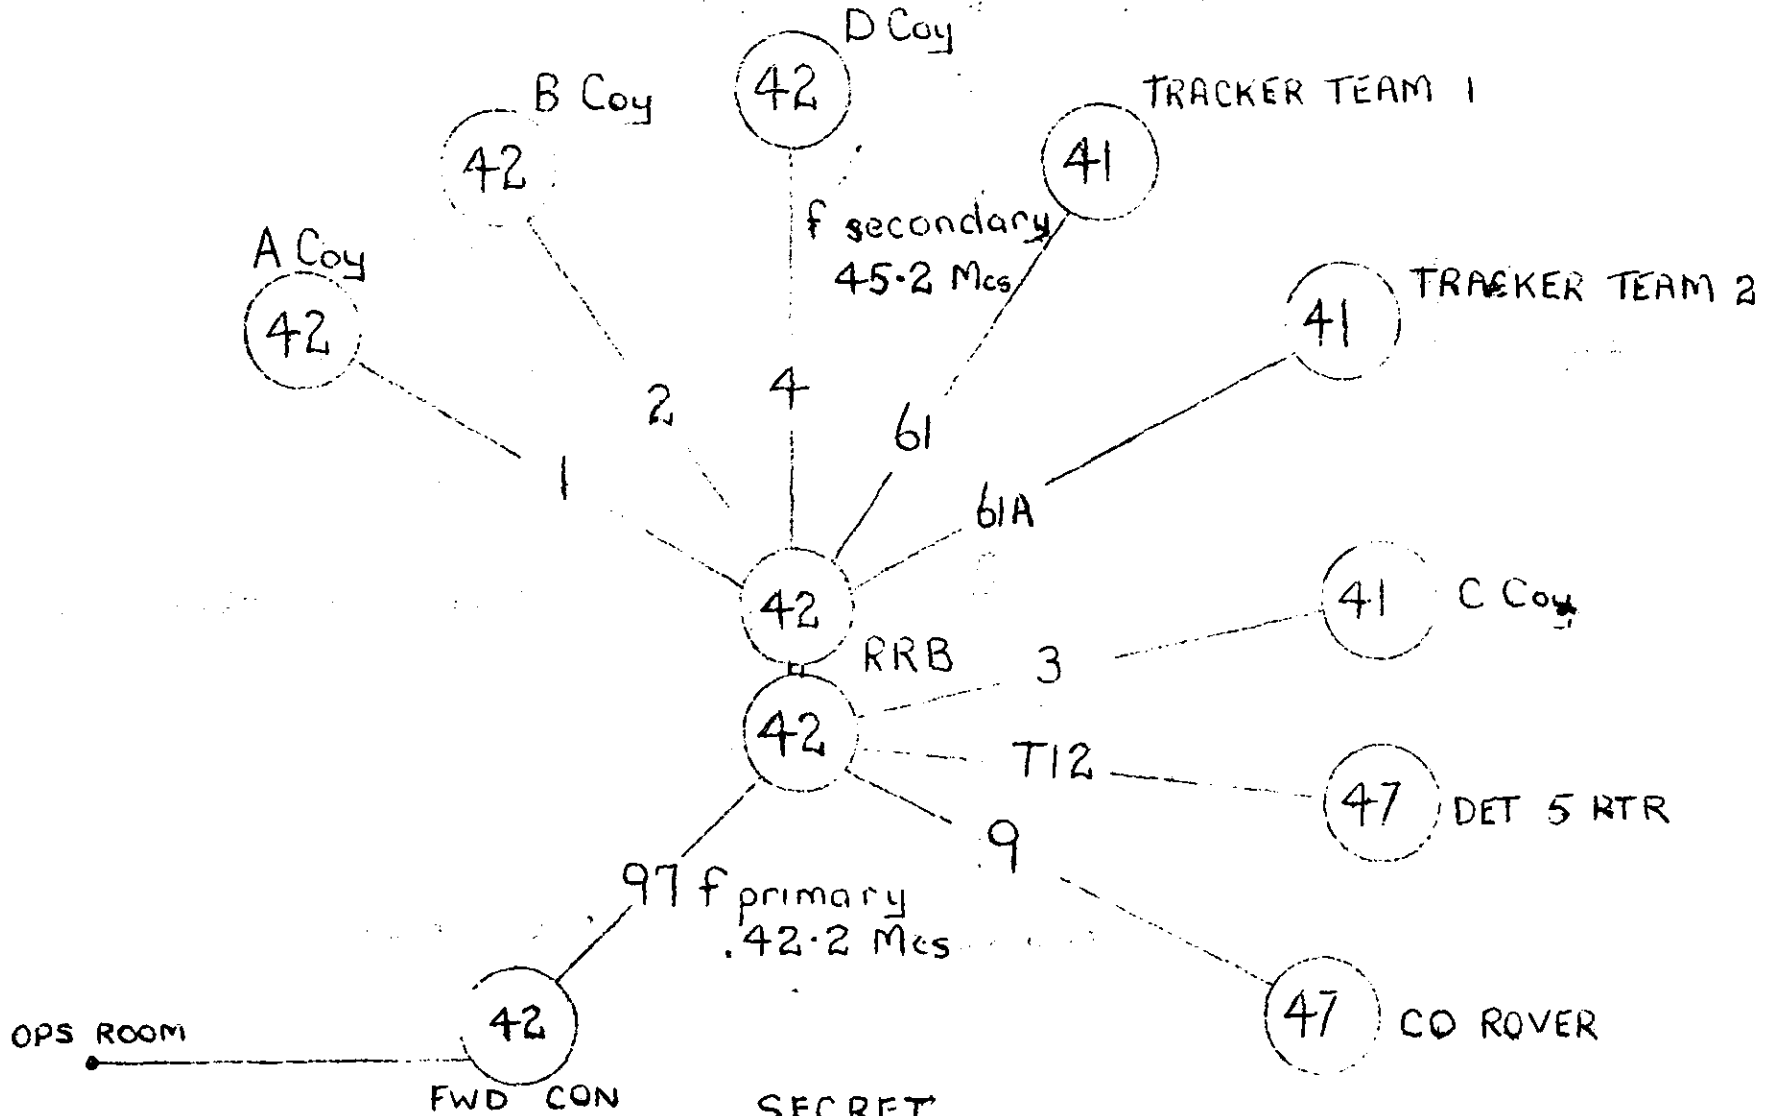 D Coy
42
B Coy
42
TRACKER TEAM 1
41
A Coy
42
f secondary
45.2 Mcs
TRACKER TEAM 2
41
1
2
4
61
61A
42
RRB
42
41
C Coy
3
T12
47
DET 5 RTR
9
97
f primary
42.2 Mcs
47
CO ROVER
OPS ROOM
42
FWD CON
SECRET